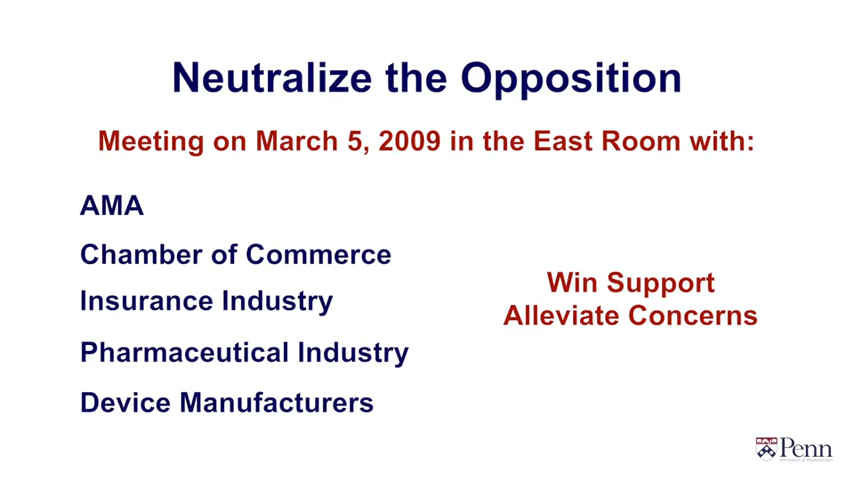 Neutralize the Opposition
Meeting on March 5, 2009 in the East Room with:
AMA
Chamber of Commerce
Insurance Industry
Pharmaceutical Industry
Device Manufacturers
Win Support
Alleviate Concerns
Penn